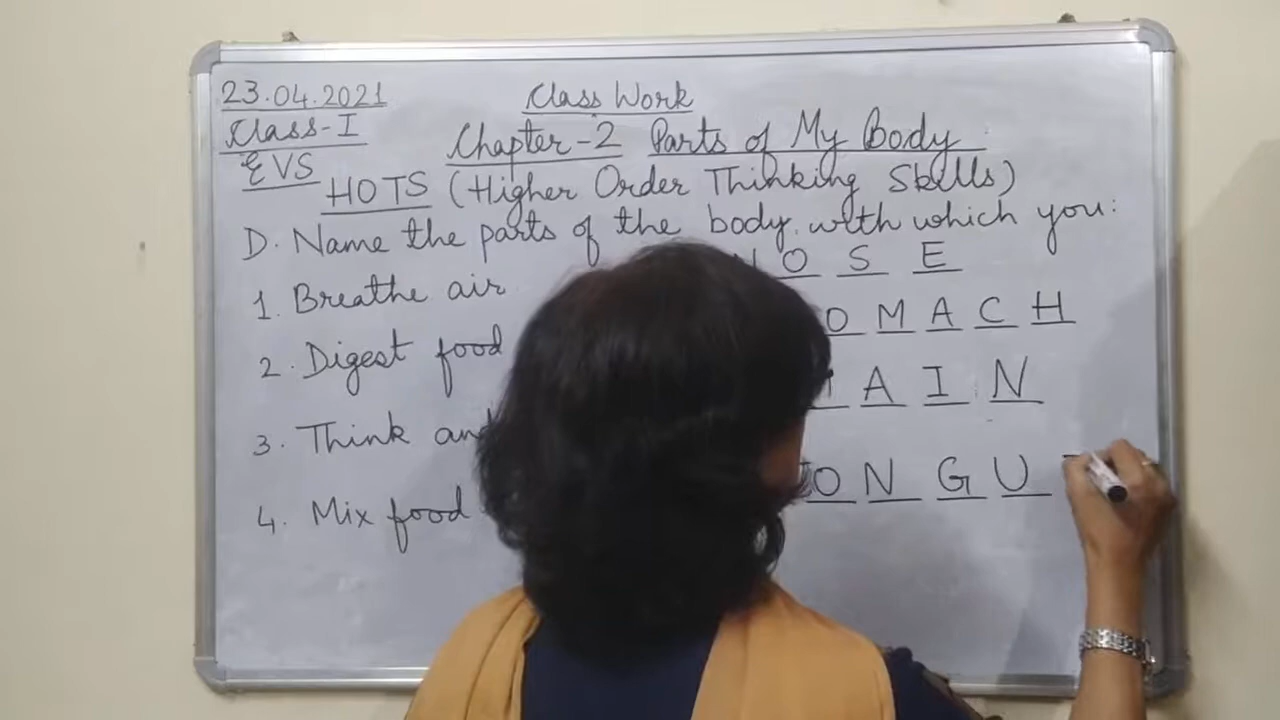 23.04.2021 Class Work
Class-I Chapter-2 Parts of My Body
EVS
HOTS (Higher Order Thinking Skills)
D. Name the parts of the body with which you:
1. Breathe air O S E
2. Digest food O M A C H
3. Think and A I N
4. Mix food O N G U